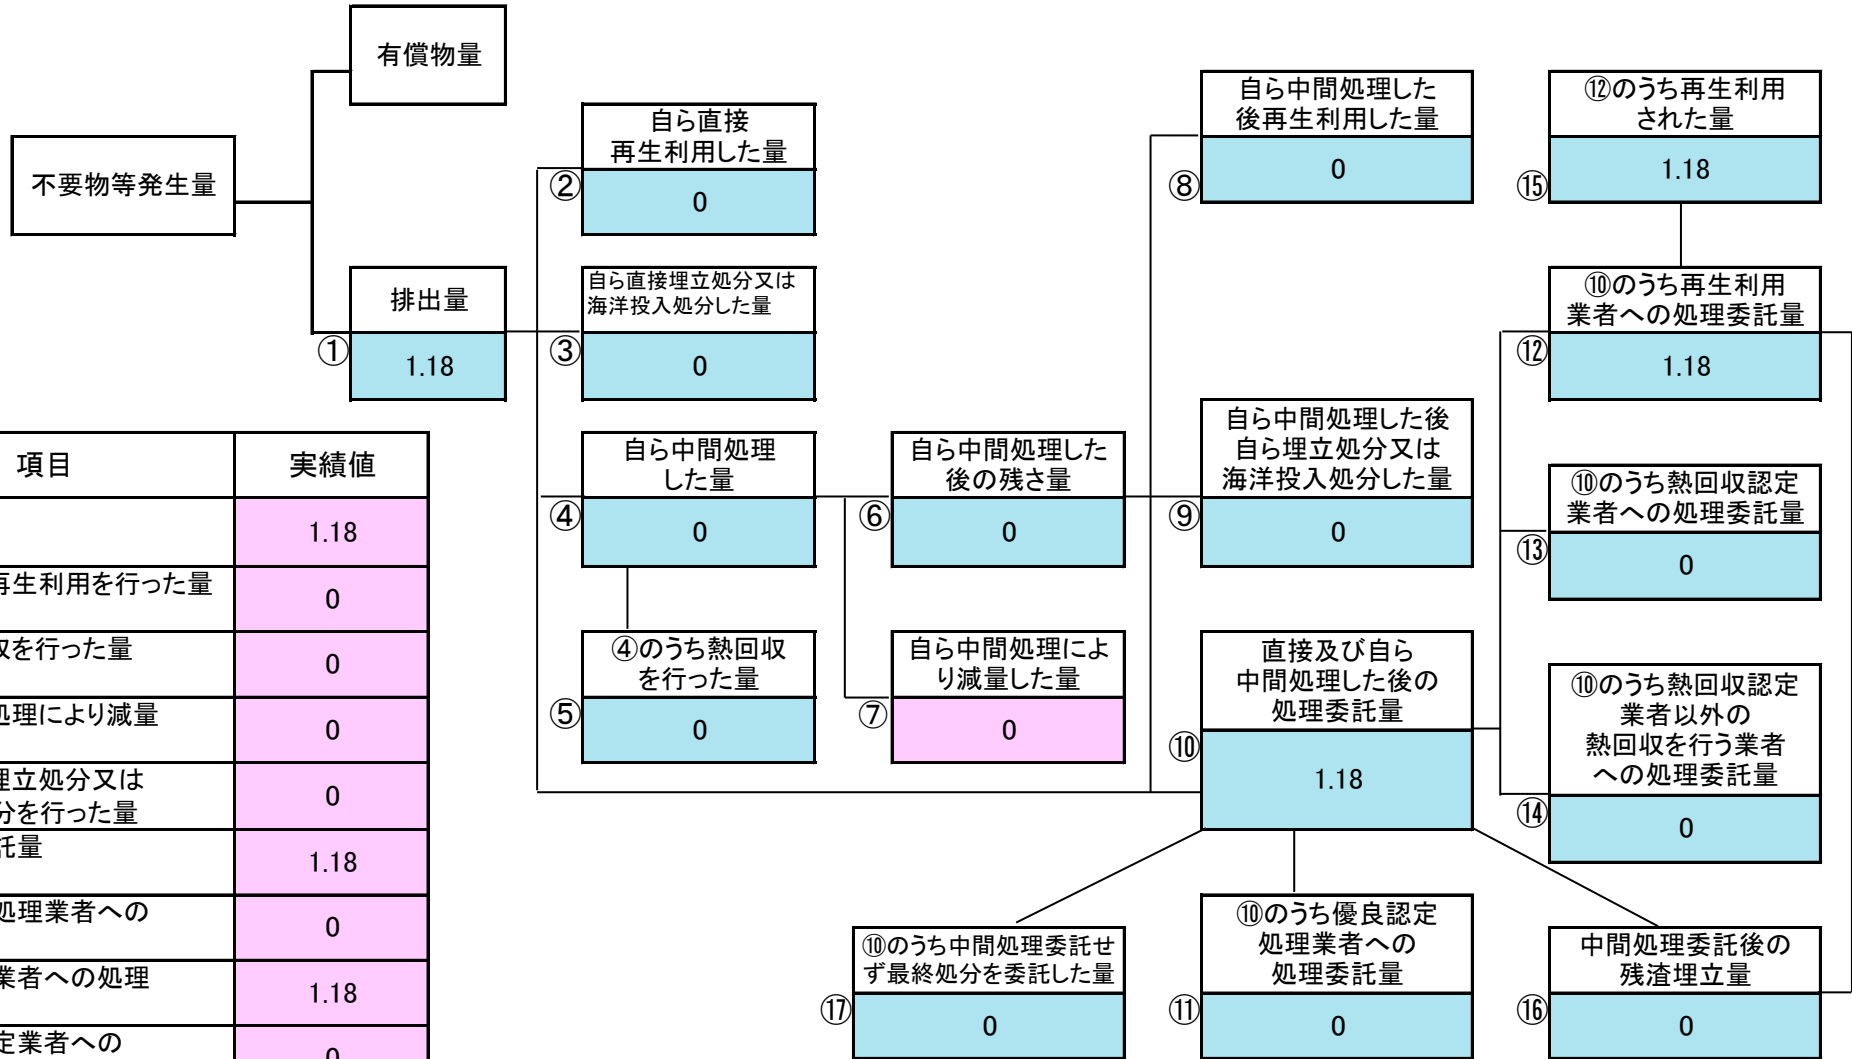 有償物量
不要物等発生量
排出量
①
1.18
自ら直接
再生利用した量
②
0
自ら直接埋立処分又は
海洋投入処分した量
③
0
自ら中間処理
した量
④
0
④のうち熱回収
を行った量
⑤
0
自ら中間処理した
後の残さ量
⑥
0
自ら中間処理によ
り減量した量
⑦
0
自ら中間処理した
後再生利用した量
⑧
0
自ら中間処理した後
自ら埋立処分又は
海洋投入処分した量
⑨
0
直接及び自ら
中間処理した後の
処理委託量
⑩
1.18
⑩のうち優良認定
処理業者への
処理委託量
⑪
0
⑫のうち再生利用
された量
⑮
1.18
⑩のうち再生利用
業者への処理委託量
⑫
1.18
⑩のうち熱回収認定
業者への処理委託量
⑬
0
⑩のうち熱回収認定
業者以外の
熱回収を行う業者
への処理委託量
⑭
0
中間処理委託後の
残渣埋立量
⑯
0
⑩のうち中間処理委託せ
ず最終処分を委託した量
⑰
0
項目 実績値
1.18
再生利用を行った量 0
を行った量 0
処理により減量 0
埋立処分又は
分を行った量 0
託量 1.18
処理業者への 0
業者への処理 1.18
定業者への 0